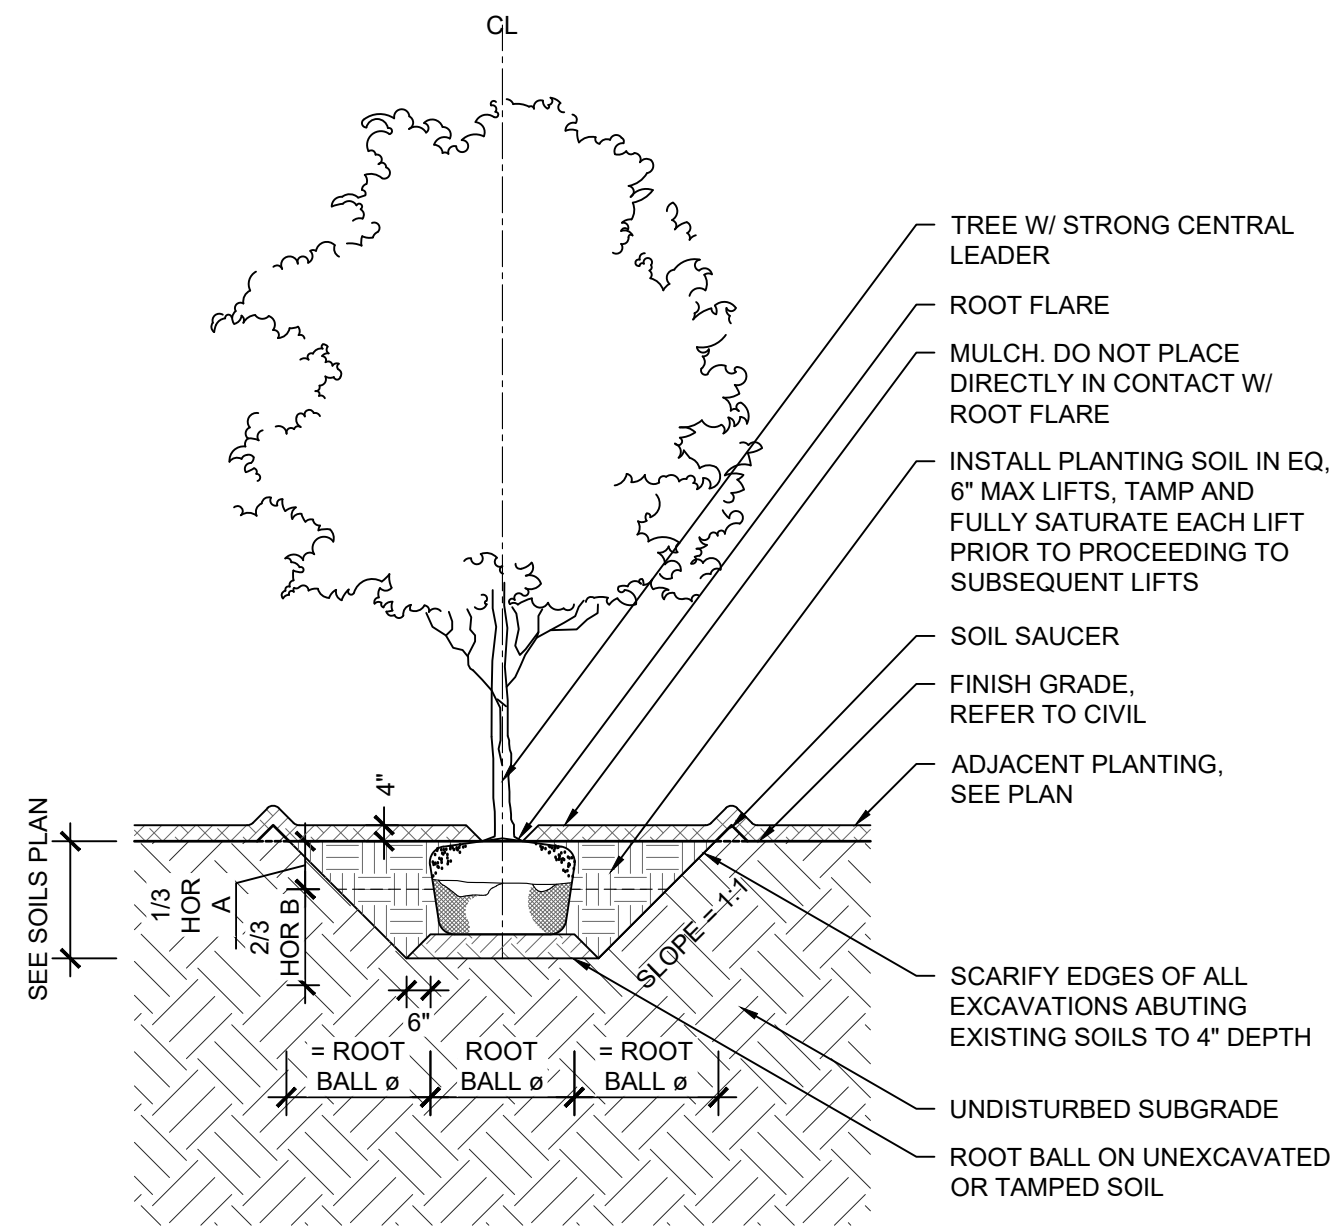 CL
TREE W/ STRONG CENTRAL
LEADER
ROOT FLARE
MULCH. DO NOT PLACE
DIRECTLY IN CONTACT W/
ROOT FLARE
INSTALL PLANTING SOIL IN EQ,
6" MAX LIFTS, TAMP AND
FULLY SATURATE EACH LIFT
PRIOR TO PROCEEDING TO
SUBSEQUENT LIFTS
SOIL SAUCER
FINISH GRADE,
REFER TO CIVIL
ADJACENT PLANTING,
SEE PLAN
4"
SEE SOILS PLAN
1/3
HOR
A
2/3
HOR B
SLOPE = 1:1
6"
= ROOT
BALL ø
ROOT
BALL ø
= ROOT
BALL ø
SCARIFY EDGES OF ALL
EXCAVATIONS ABUTING
EXISTING SOILS TO 4" DEPTH
UNDISTURBED SUBGRADE
ROOT BALL ON UNEXCAVATED
OR TAMPED SOIL